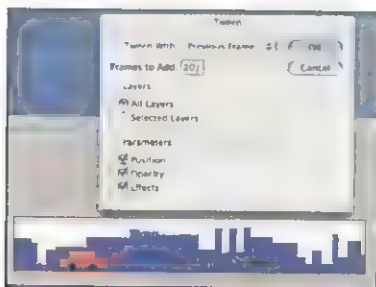 Tween
Tween With: Previous Frame OK
Frames to Add: 20 Cancel
Layers
All Layers
Selected Layers
Parameters
Position
Opacity
Effects